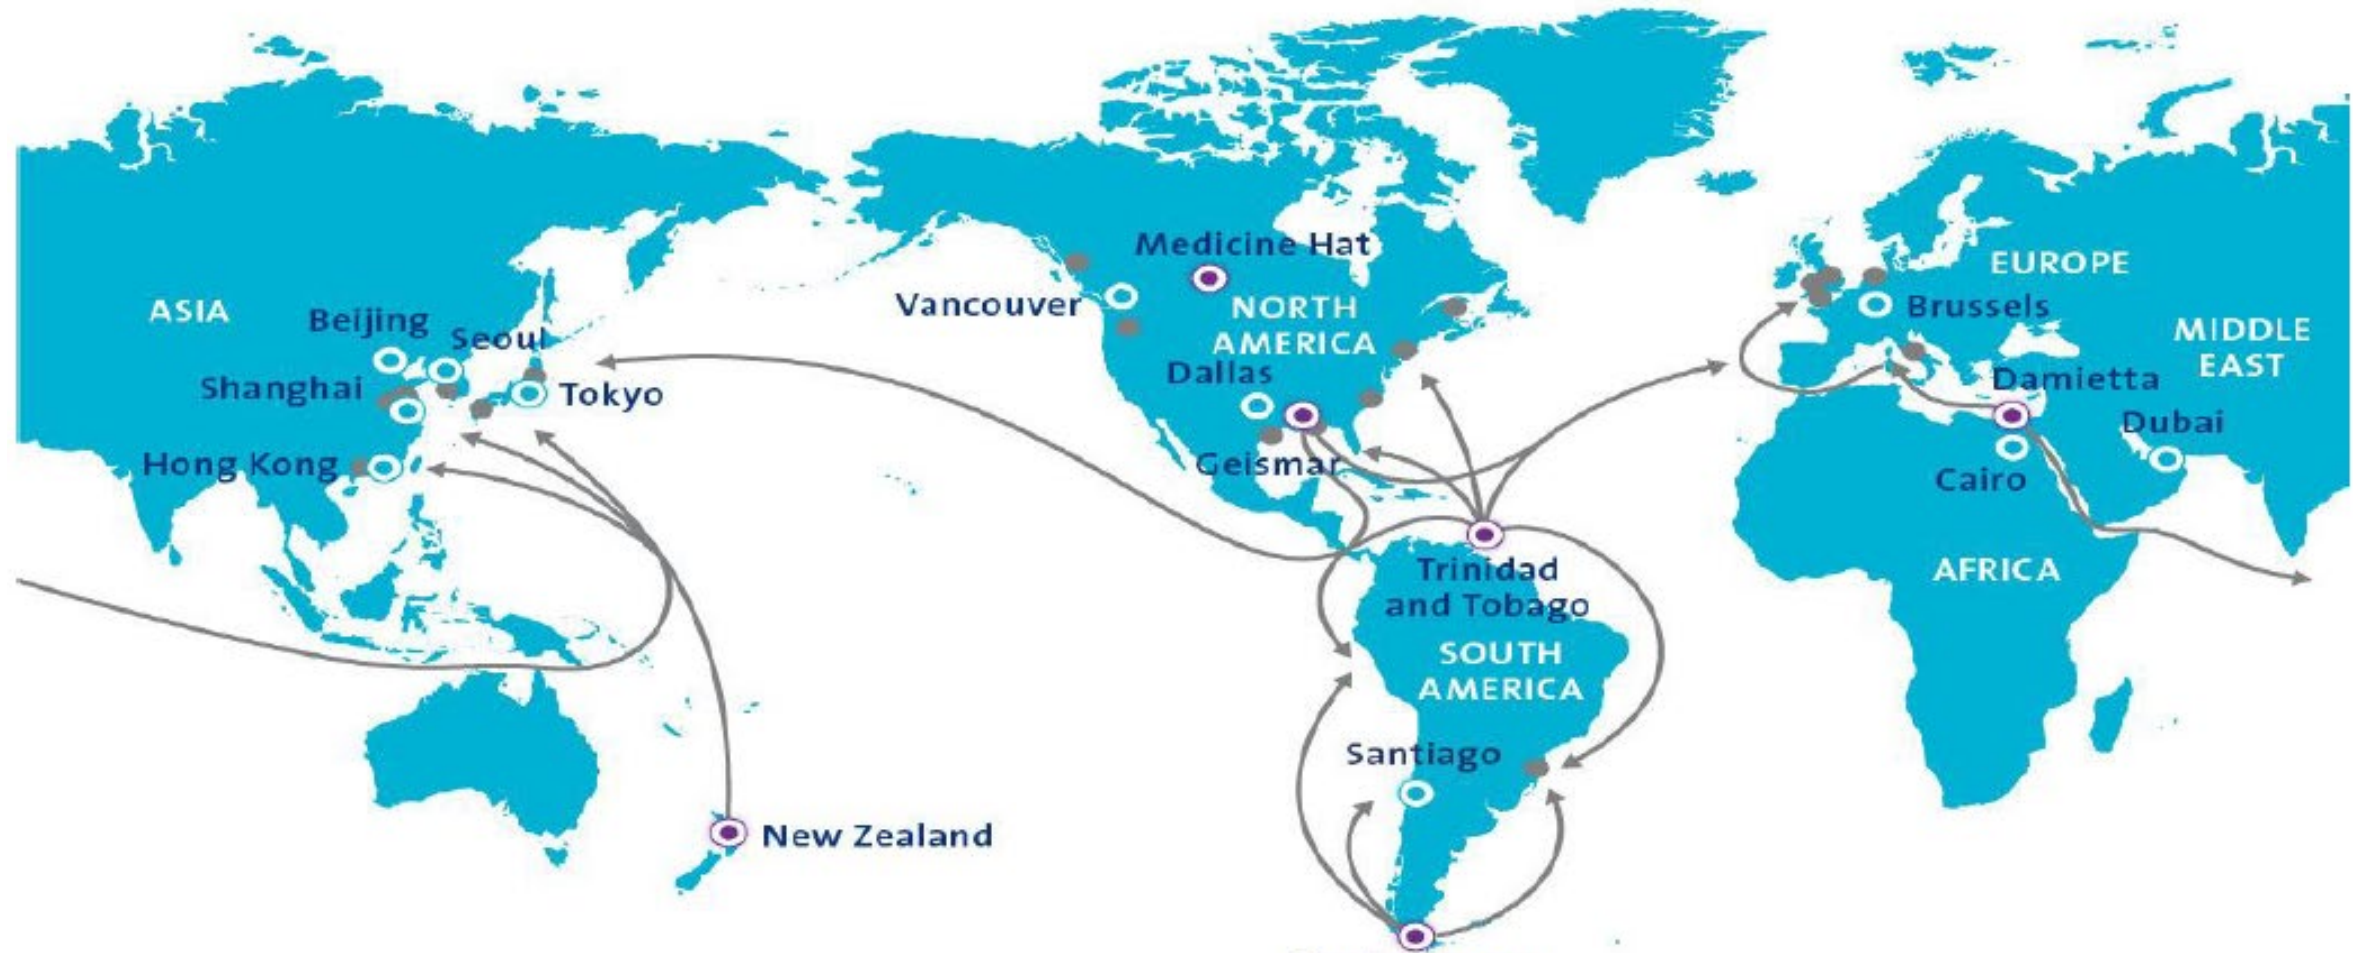 ASIA
Beijing
Seoul
Shanghai
Tokyo
Hong Kong
New Zealand
Medicine Hat
Vancouver
NORTH
AMERICA
Dallas
Geismar
Trinidad
and Tobago
SOUTH
AMERICA
Santiago
EUROPE
Brussels
MIDDLE
EAST
Damietta
Dubai
Cairo
AFRICA